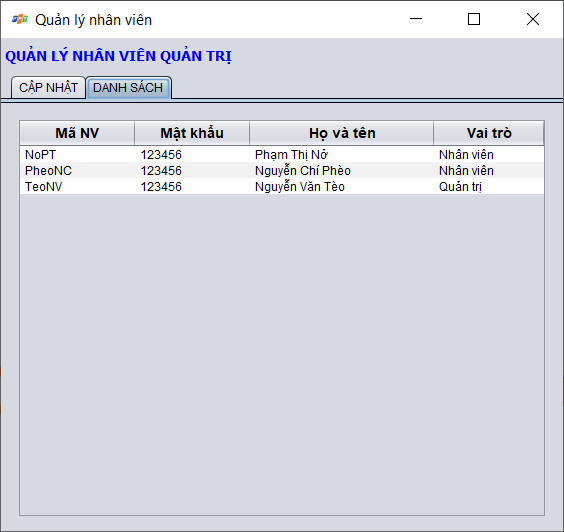 Quản lý nhân viên
QUẢN LÝ NHÂN VIÊN QUẢN TRỊ
CẬP NHẬT DANH SÁCH
Mã NV Mật khẩu Họ và tên Vai trò
NoPT 123456 Phạm Thị Nở Nhân viên
PheoNC 123456 Nguyễn Chí Phèo Nhân viên
TeoNV 123456 Nguyễn Văn Tèo Quản trị